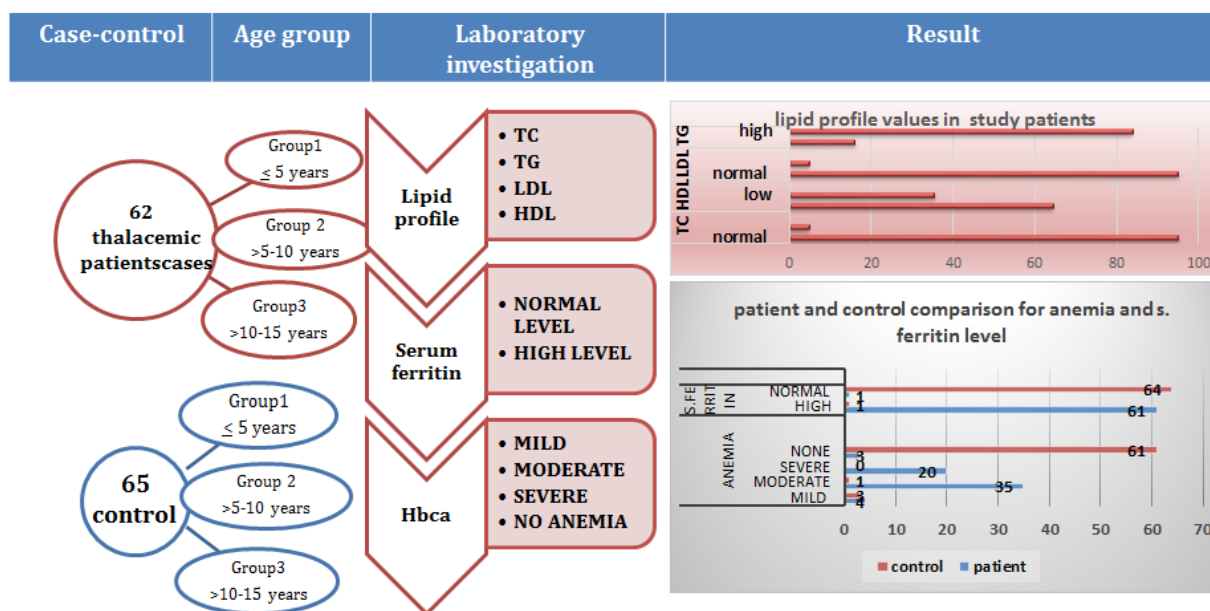 Case-control
Age group
Laboratory
investigation
Result
62
thalacemic
patientscases
Group1
≤ 5 years
Group 2
>5-10 years
Group3
>10-15 years
65
control
Group1
≤ 5 years
Group 2
>5-10 years
Group3
>10-15 years
Lipid
profile
• TC
• TG
• LDL
• HDL
Serum
ferritin
• NORMAL
LEVEL
• HIGH LEVEL
Hbca
• MILD
• MODERATE
• SEVERE
• NO ANEMIA
lipid profile values in study patients
TC HDLLDL TG
high
normal
low
normal
0 20 40 60 80 100
patient and control comparison for anemia and s.
ferritin level
S.FE
RRIT
IN
NORMAL
HIGH
64
1
1
61
ANEMIA
NONE
SEVERE
MODERATE
MILD
61
3
0
20
1
35
3
4
0 10 20 30 40 50 60 70
control patient